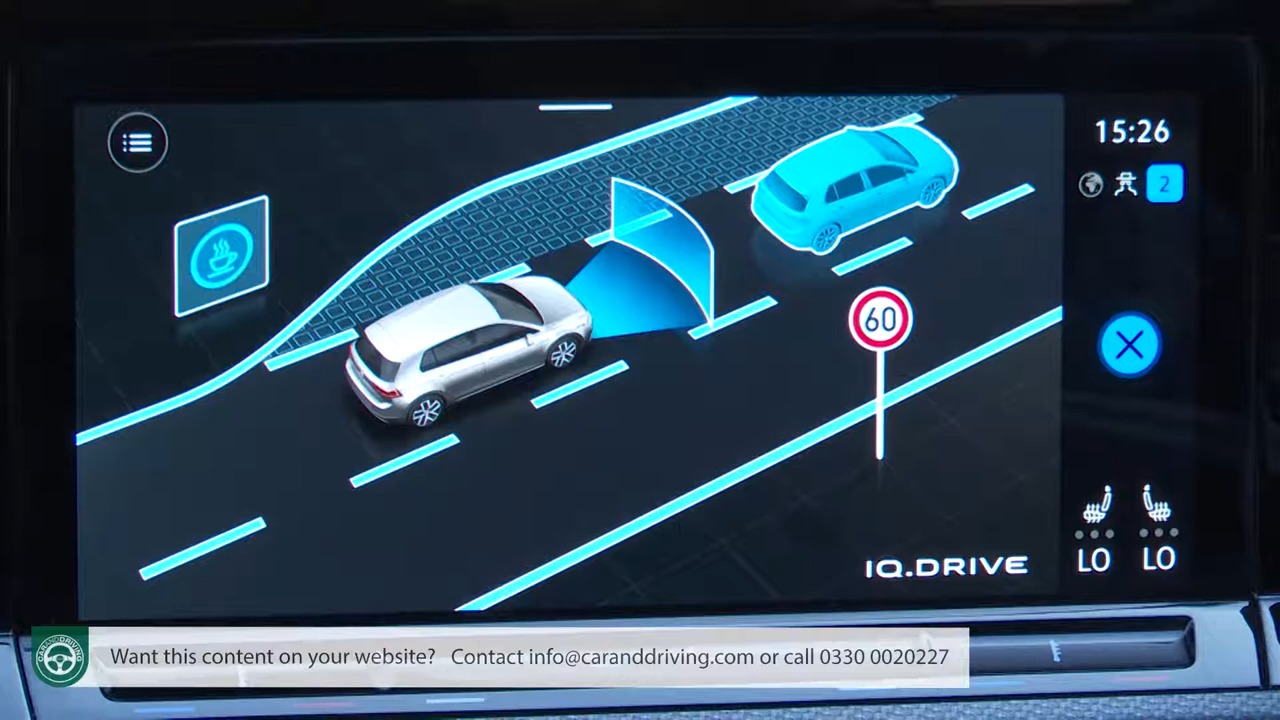 15:26
2
60
IQ.DRIVE
LO LO
CARANDDRIVING
Want this content on your website? Contact info@caranddriving.com or call 0330 0020227